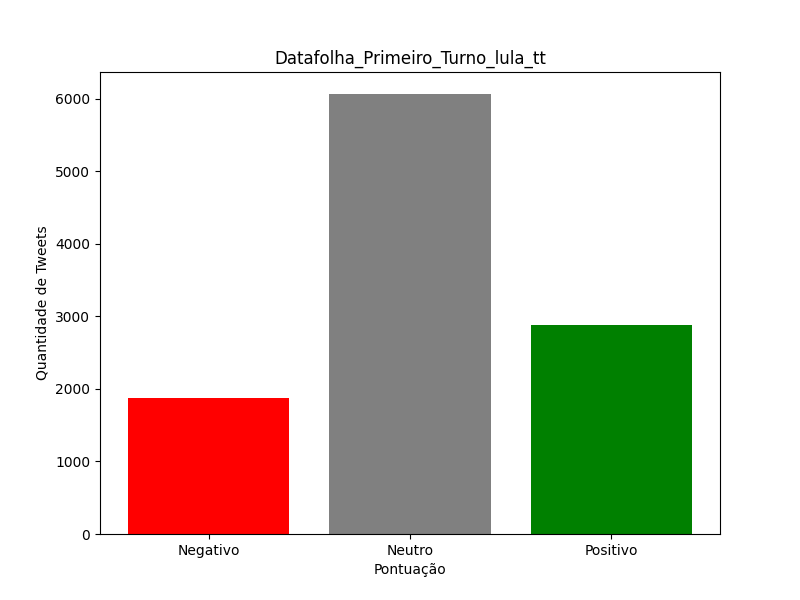 Datafolha_Primeiro_Turno_lula_tt
6000
5000
4000
3000
2000
1000
0
Quantidade de Tweets
Negativo
Neutro
Positivo
Pontuação